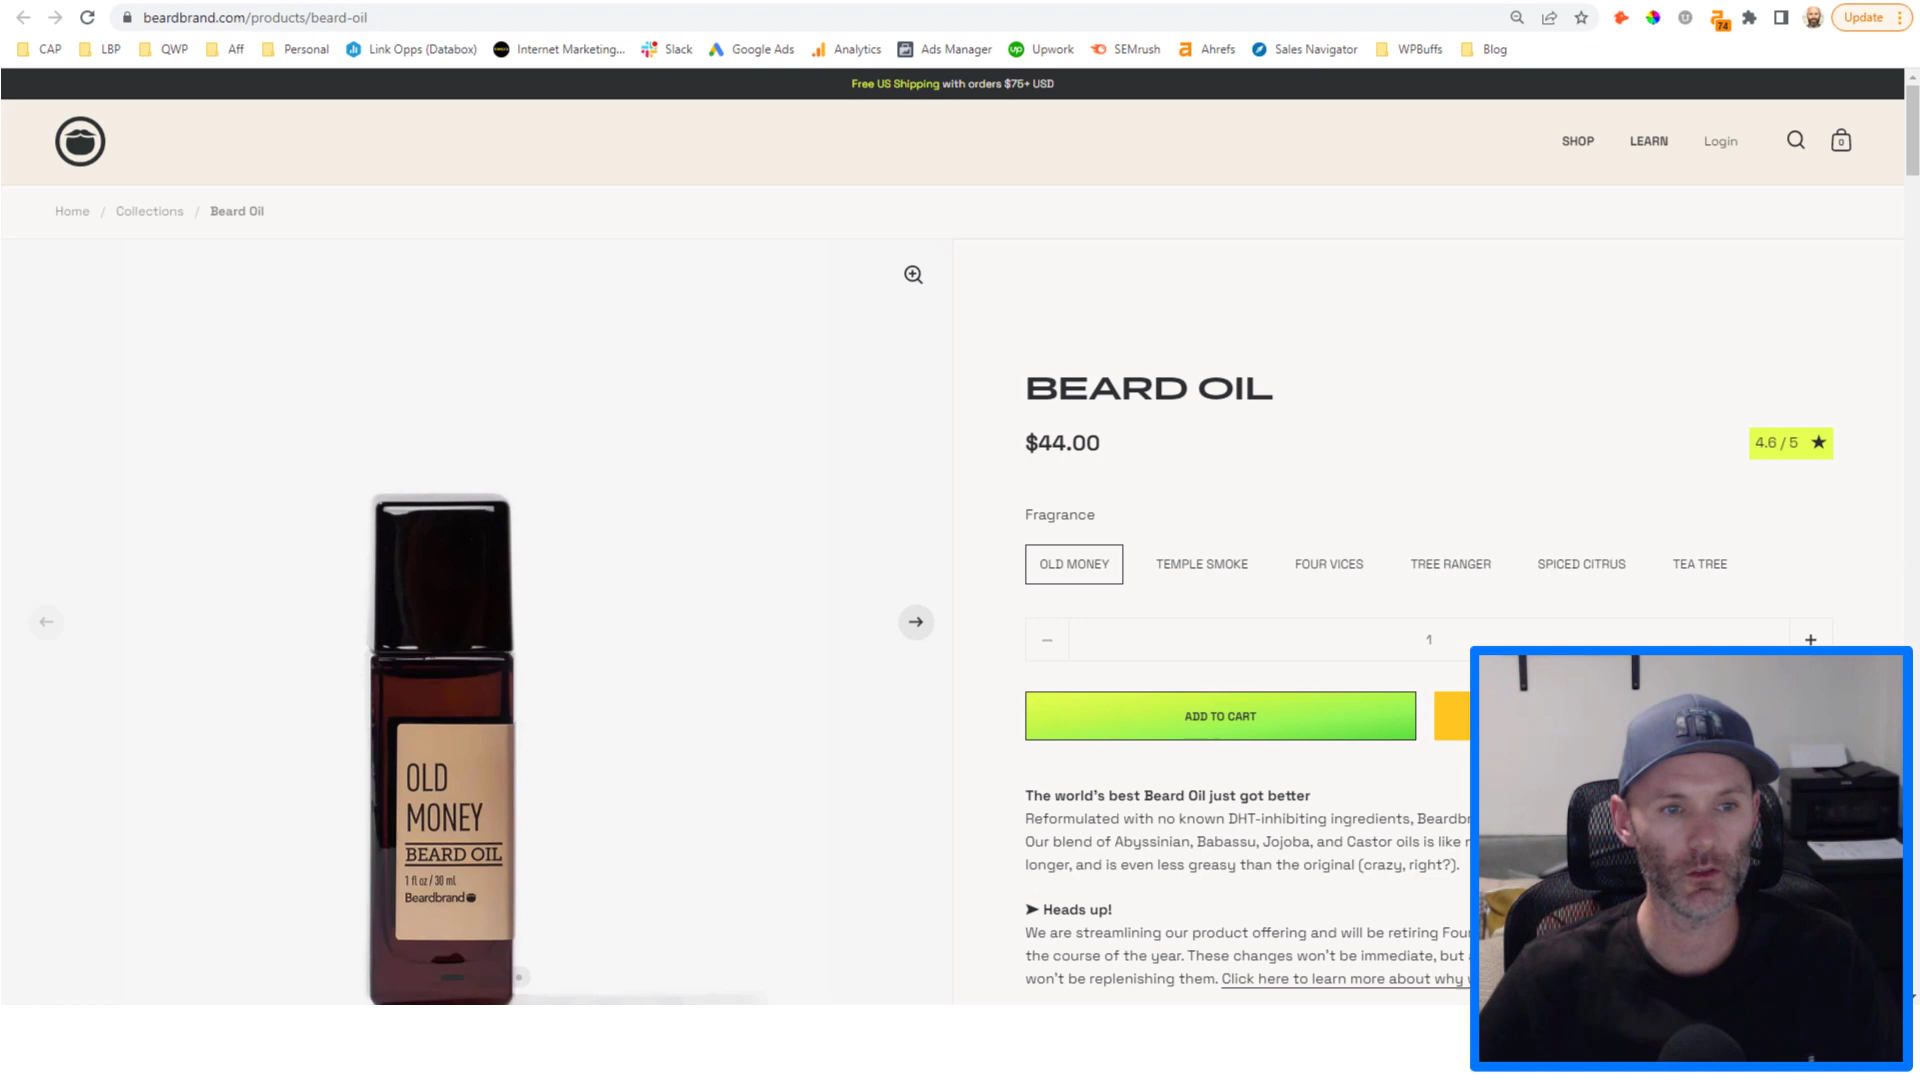 beardbrand.com/products/beard-oil
74
Update
CAP
LBP
QWP
Aff
Personal
Link Opps (Databox)
Internet Marketing...
Slack
Google Ads
Analytics
Ads Manager
Upwork
SEMrush
Ahrefs
Sales Navigator
WPBuffs
Blog
Free US Shipping with orders $75+ USD
SHOP
LEARN
Login
0
Home / Collections / Beard Oil
BEARD OIL
$44.00
4.6 / 5 ★
Fragrance
OLD MONEY
TEMPLE SMOKE
FOUR VICES
TREE RANGER
SPICED CITRUS
TEA TREE
1
ADD TO CART
The world's best Beard Oil just got better
Reformulated with no known DHT-inhibiting ingredients,
Our blend of Abyssinian, Babassu, Jojoba, and Castor oils is like
longer, and is even less greasy than the original (crazy, right?).
➤ Heads up!
We are streamlining our product offering and will be retiring
the course of the year. These changes won't be immediate, but
won't be replenishing them. Click here to learn more about why
OLD
MONEY
BEARD OIL
1 fl oz / 30 ml
Beardbrand